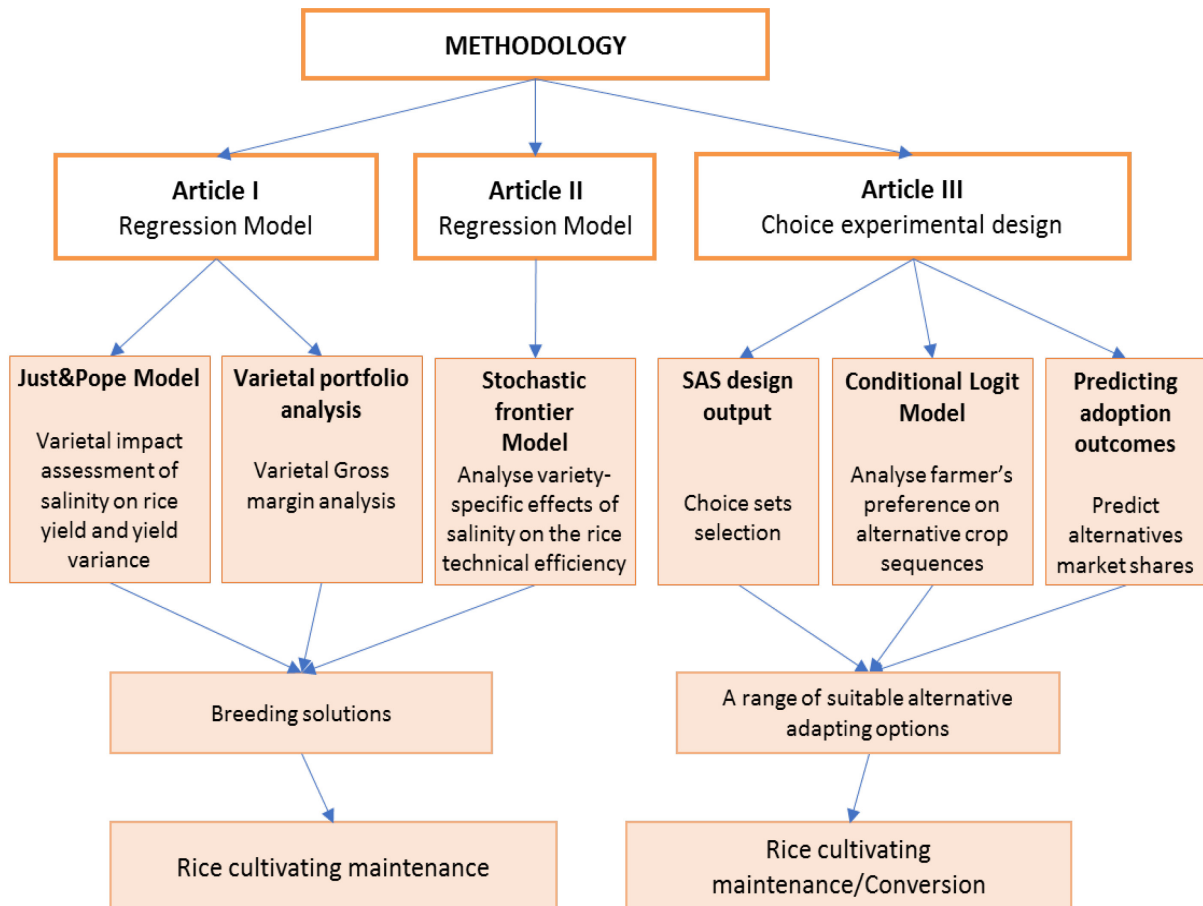 METHODOLOGY
Article I
Regression Model
Article II
Regression Model
Article III
Choice experimental design
Just&Pope Model
Varietal impact
assessment of
salinity on rice
yield and yield
variance
Varietal portfolio
analysis
Varietal Gross
margin analysis
Stochastic
frontier
Model
Analyse variety-
specific effects of
salinity on the rice
technical efficiency
SAS design
output
Choice sets
selection
Conditional Logit
Model
Analyse farmer’s
preference on
alternative crop
sequences
Predicting
adoption
outcomes
Predict
alternatives
market shares
Breeding solutions
A range of suitable alternative
adapting options
Rice cultivating maintenance
Rice cultivating
maintenance/Conversion